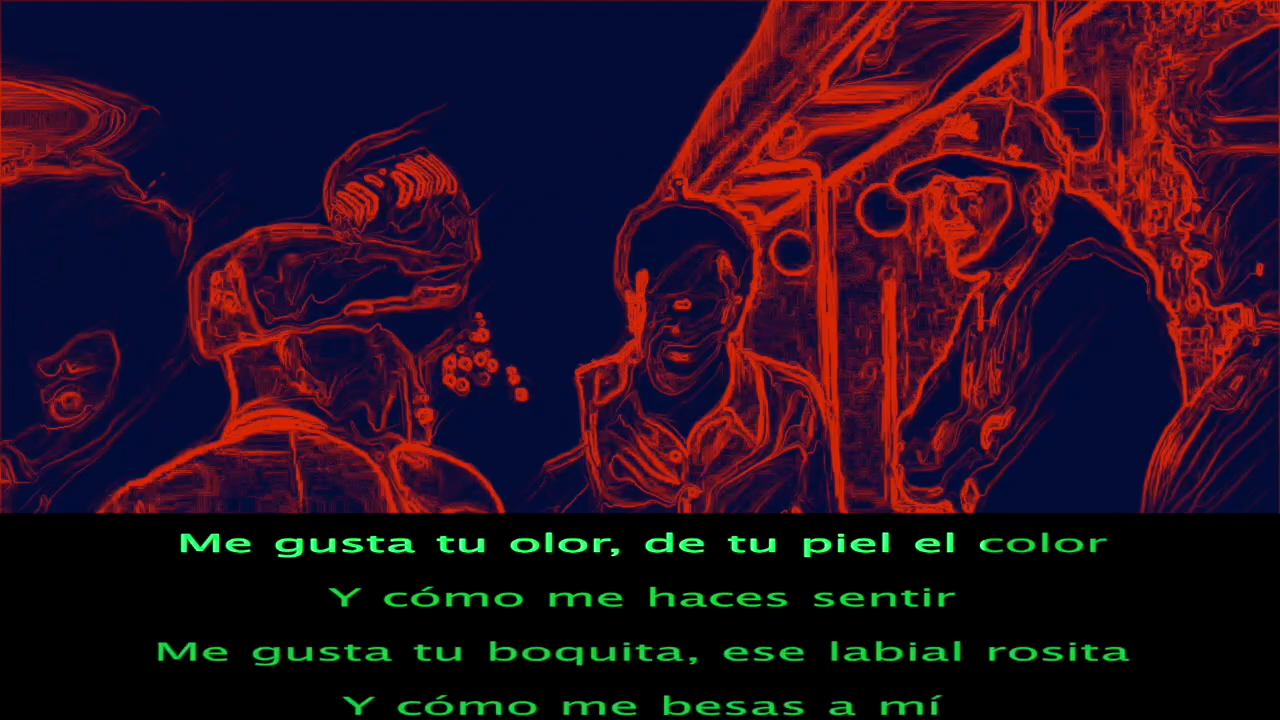 Me gusta tu olor, de tu piel el color
Y cómo me haces sentir
Me gusta tu boquita, ese labial rosita
Y cómo me besas a mí